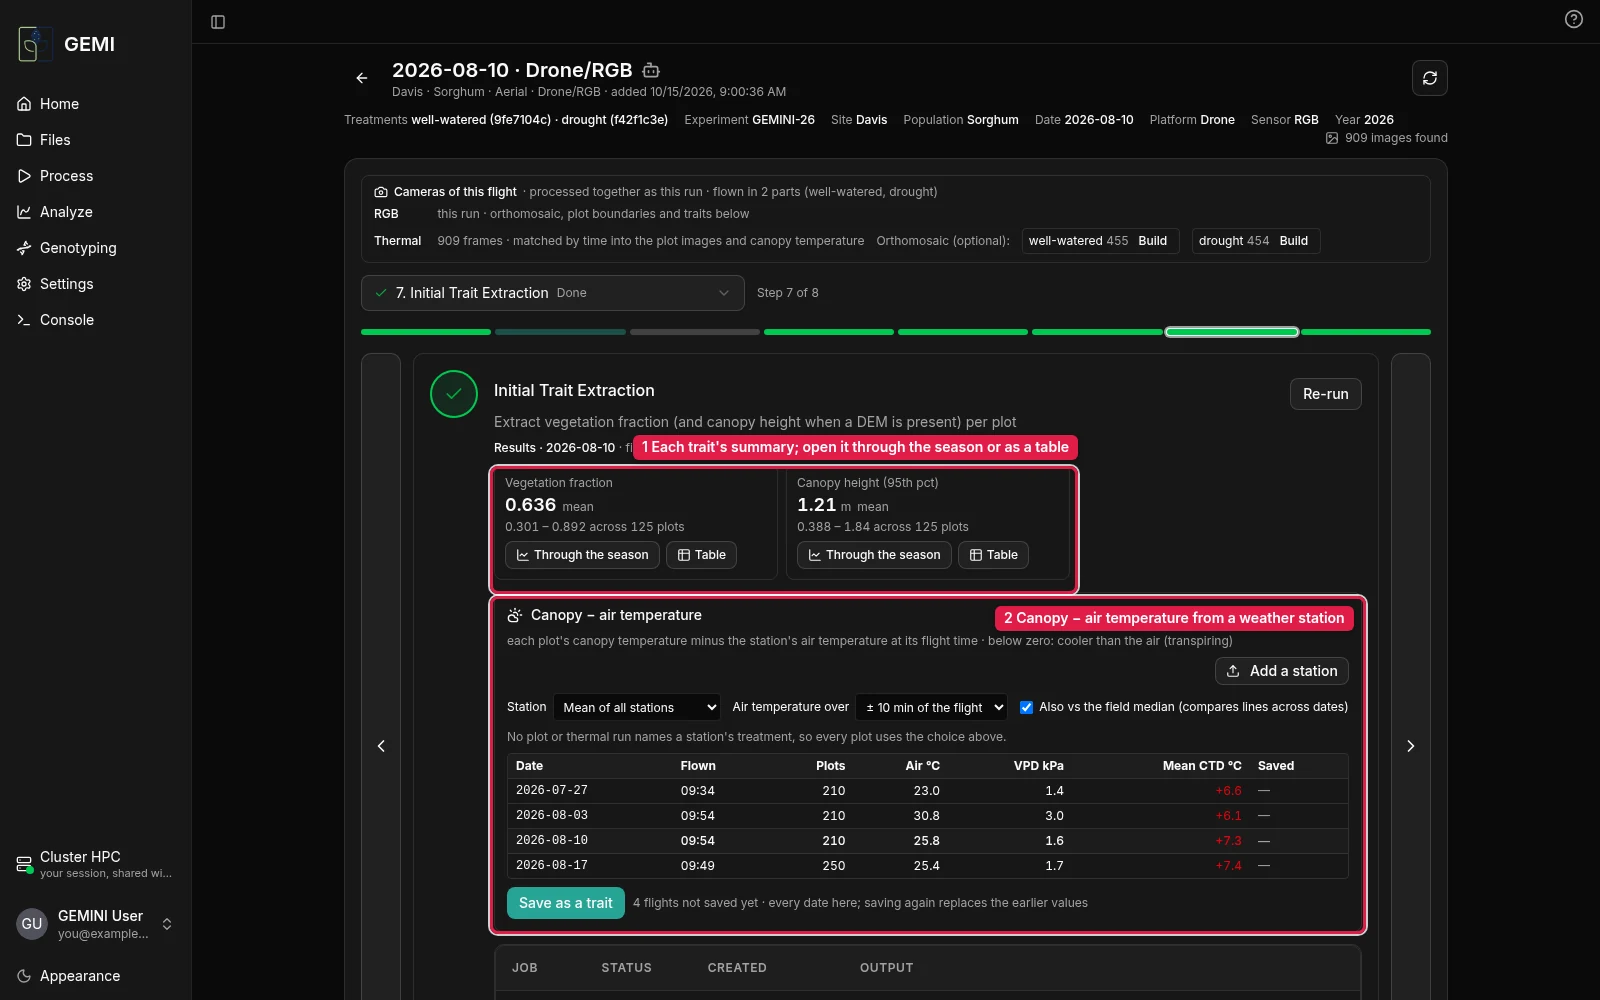 GEMI
Home
Files
Process
Analyze
Genotyping
Settings
Console
Cluster HPC
your session, shared wi...
GU
GEMINI User
you@example...
Appearance
2026-08-10 · Drone/RGB
Davis · Sorghum · Aerial · Drone/RGB · added 10/15/2026, 9:00:36 AM
Treatments well-watered (9fe7104c) · drought (f42f1c3e) Experiment GEMINI-26 Site Davis Population Sorghum Date 2026-08-10 Platform Drone Sensor RGB Year 2026
909 images found
Cameras of this flight · processed together as this run · flown in 2 parts (well-watered, drought)
RGB this run · orthomosaic, plot boundaries and traits below
Thermal 909 frames · matched by time into the plot images and canopy temperature Orthomosaic (optional): well-watered 455 Build drought 454 Build
7. Initial Trait Extraction Done Step 7 of 8
Initial Trait Extraction
Re-run
Extract vegetation fraction (and canopy height when a DEM is present) per plot
Results · 2026-08-10 · fl
1 Each trait's summary; open it through the season or as a table
Vegetation fraction
0.636 mean
0.301 – 0.892 across 125 plots
Through the season Table
Canopy height (95th pct)
1.21 m mean
0.388 – 1.84 across 125 plots
Through the season Table
Canopy – air temperature
2 Canopy – air temperature from a weather station
each plot's canopy temperature minus the station's air temperature at its flight time · below zero: cooler than the air (transpiring)
Add a station
Station Mean of all stations Air temperature over ± 10 min of the flight Also vs the field median (compares lines across dates)
No plot or thermal run names a station's treatment, so every plot uses the choice above.
Date Flown Plots Air °C VPD kPa Mean CTD °C Saved
2026-07-27 09:34 210 23.0 1.4 +6.6 —
2026-08-03 09:54 210 30.8 3.0 +6.1 —
2026-08-10 09:54 210 25.8 1.6 +7.3 —
2026-08-17 09:49 250 25.4 1.7 +7.4 —
Save as a trait 4 flights not saved yet · every date here; saving again replaces the earlier values
JOB STATUS CREATED OUTPUT